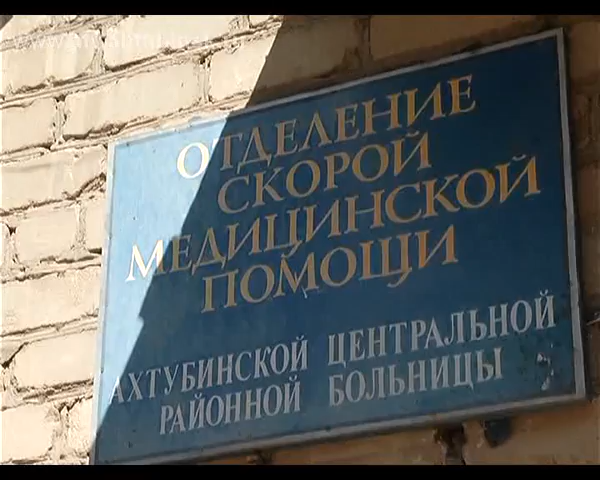 ОТДЕЛЕНИЕ
СКОРОЙ
МЕДИЦИНСКОЙ
ПОМОЩИ
АХТУБИНСКОЙ ЦЕНТРАЛЬНОЙ
РАЙОННОЙ БОЛЬНИЦЫ